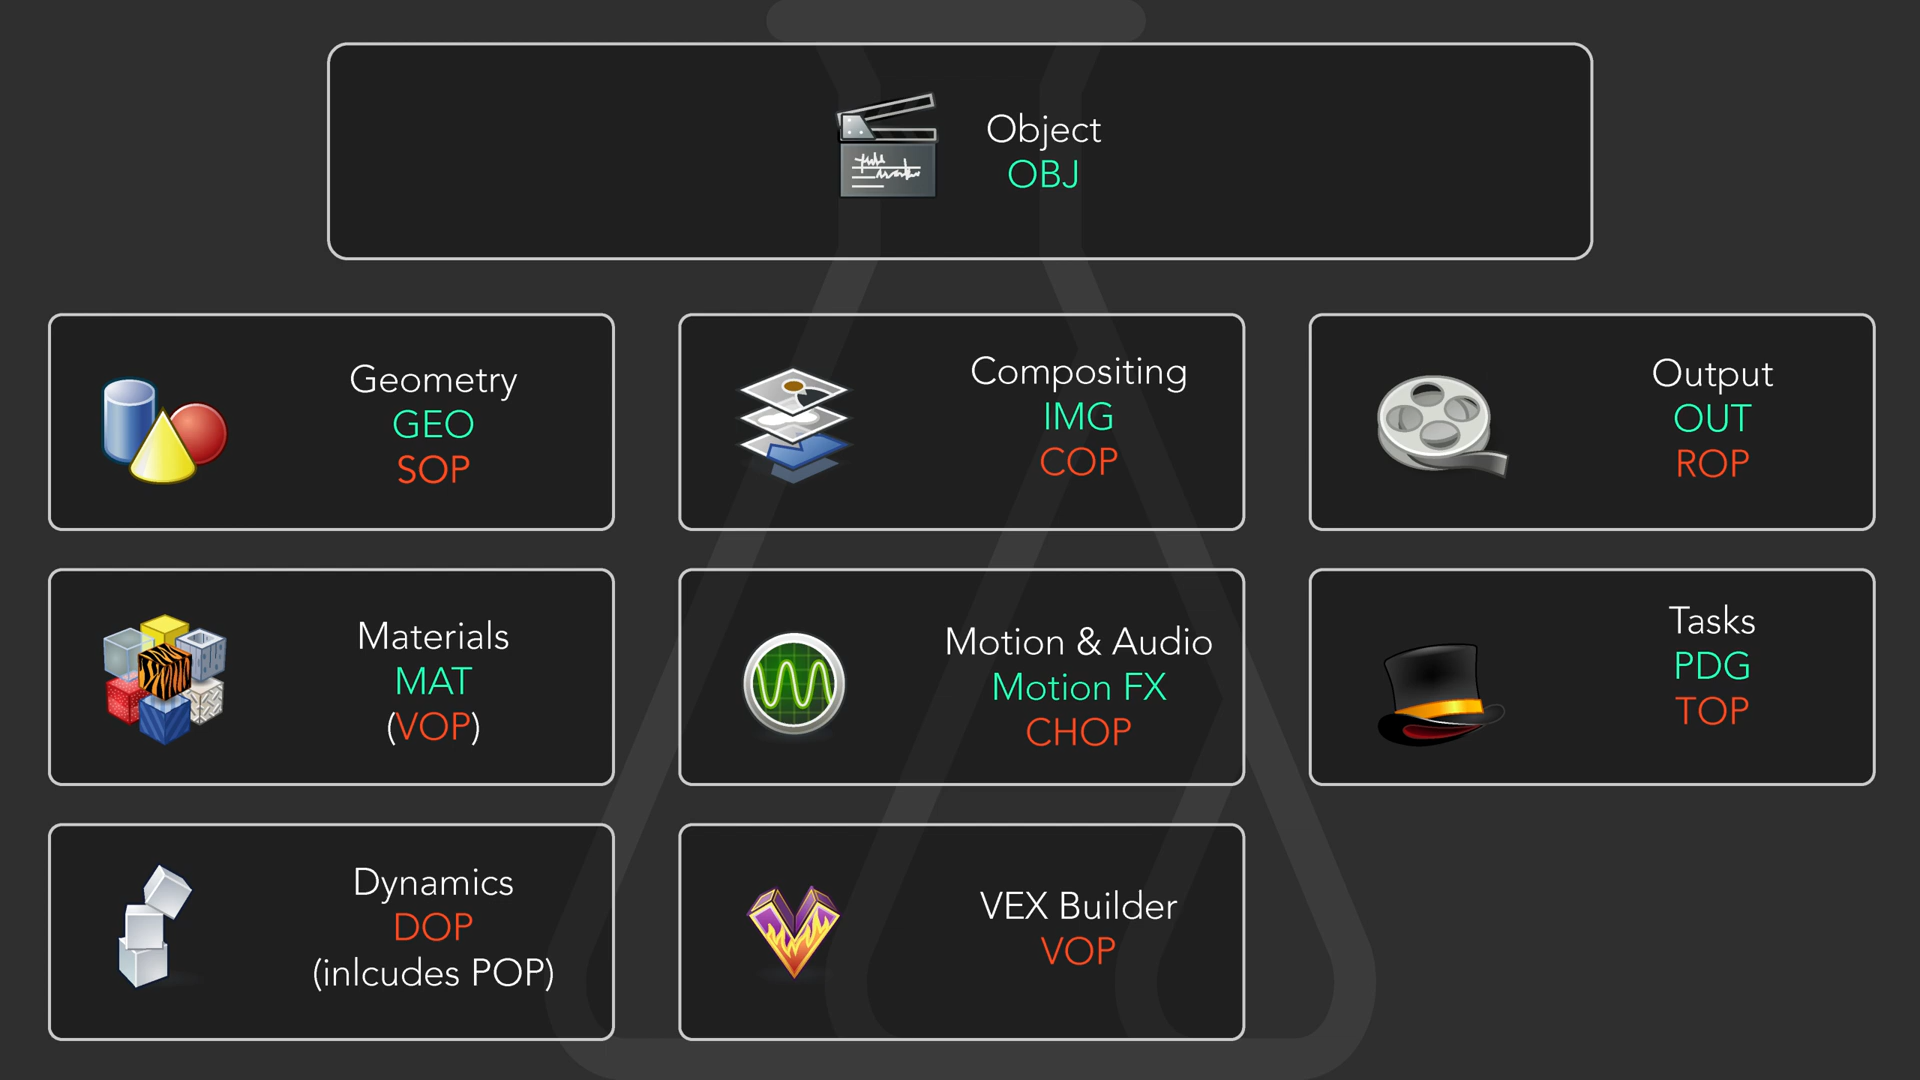 Object
OBJ
Geometry
GEO
SOP
Compositing
IMG
COP
Output
OUT
ROP
Materials
MAT
(VOP)
Motion & Audio
Motion FX
CHOP
Tasks
PDG
TOP
Dynamics
DOP
(inlcudes POP)
VEX Builder
VOP